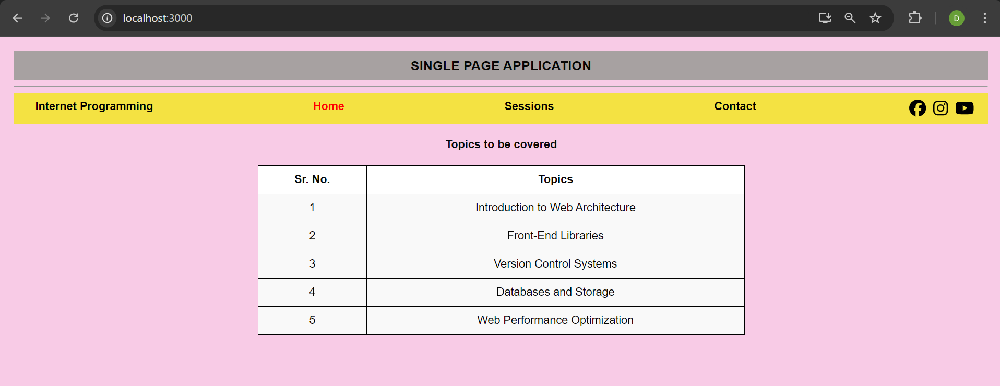 localhost:3000
D
SINGLE PAGE APPLICATION
Internet Programming Home Sessions Contact
Topics to be covered
Sr. No. Topics
1 Introduction to Web Architecture
2 Front-End Libraries
3 Version Control Systems
4 Databases and Storage
5 Web Performance Optimization